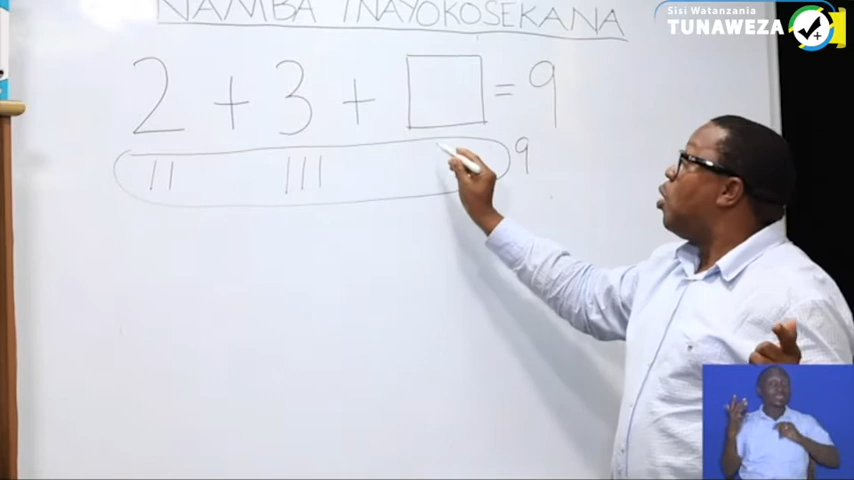 NAMBA INAYOKOSEKANA
Sisi Watanzania
TUNAWEZA
2 + 3 + □ = 9
|| ||| 9